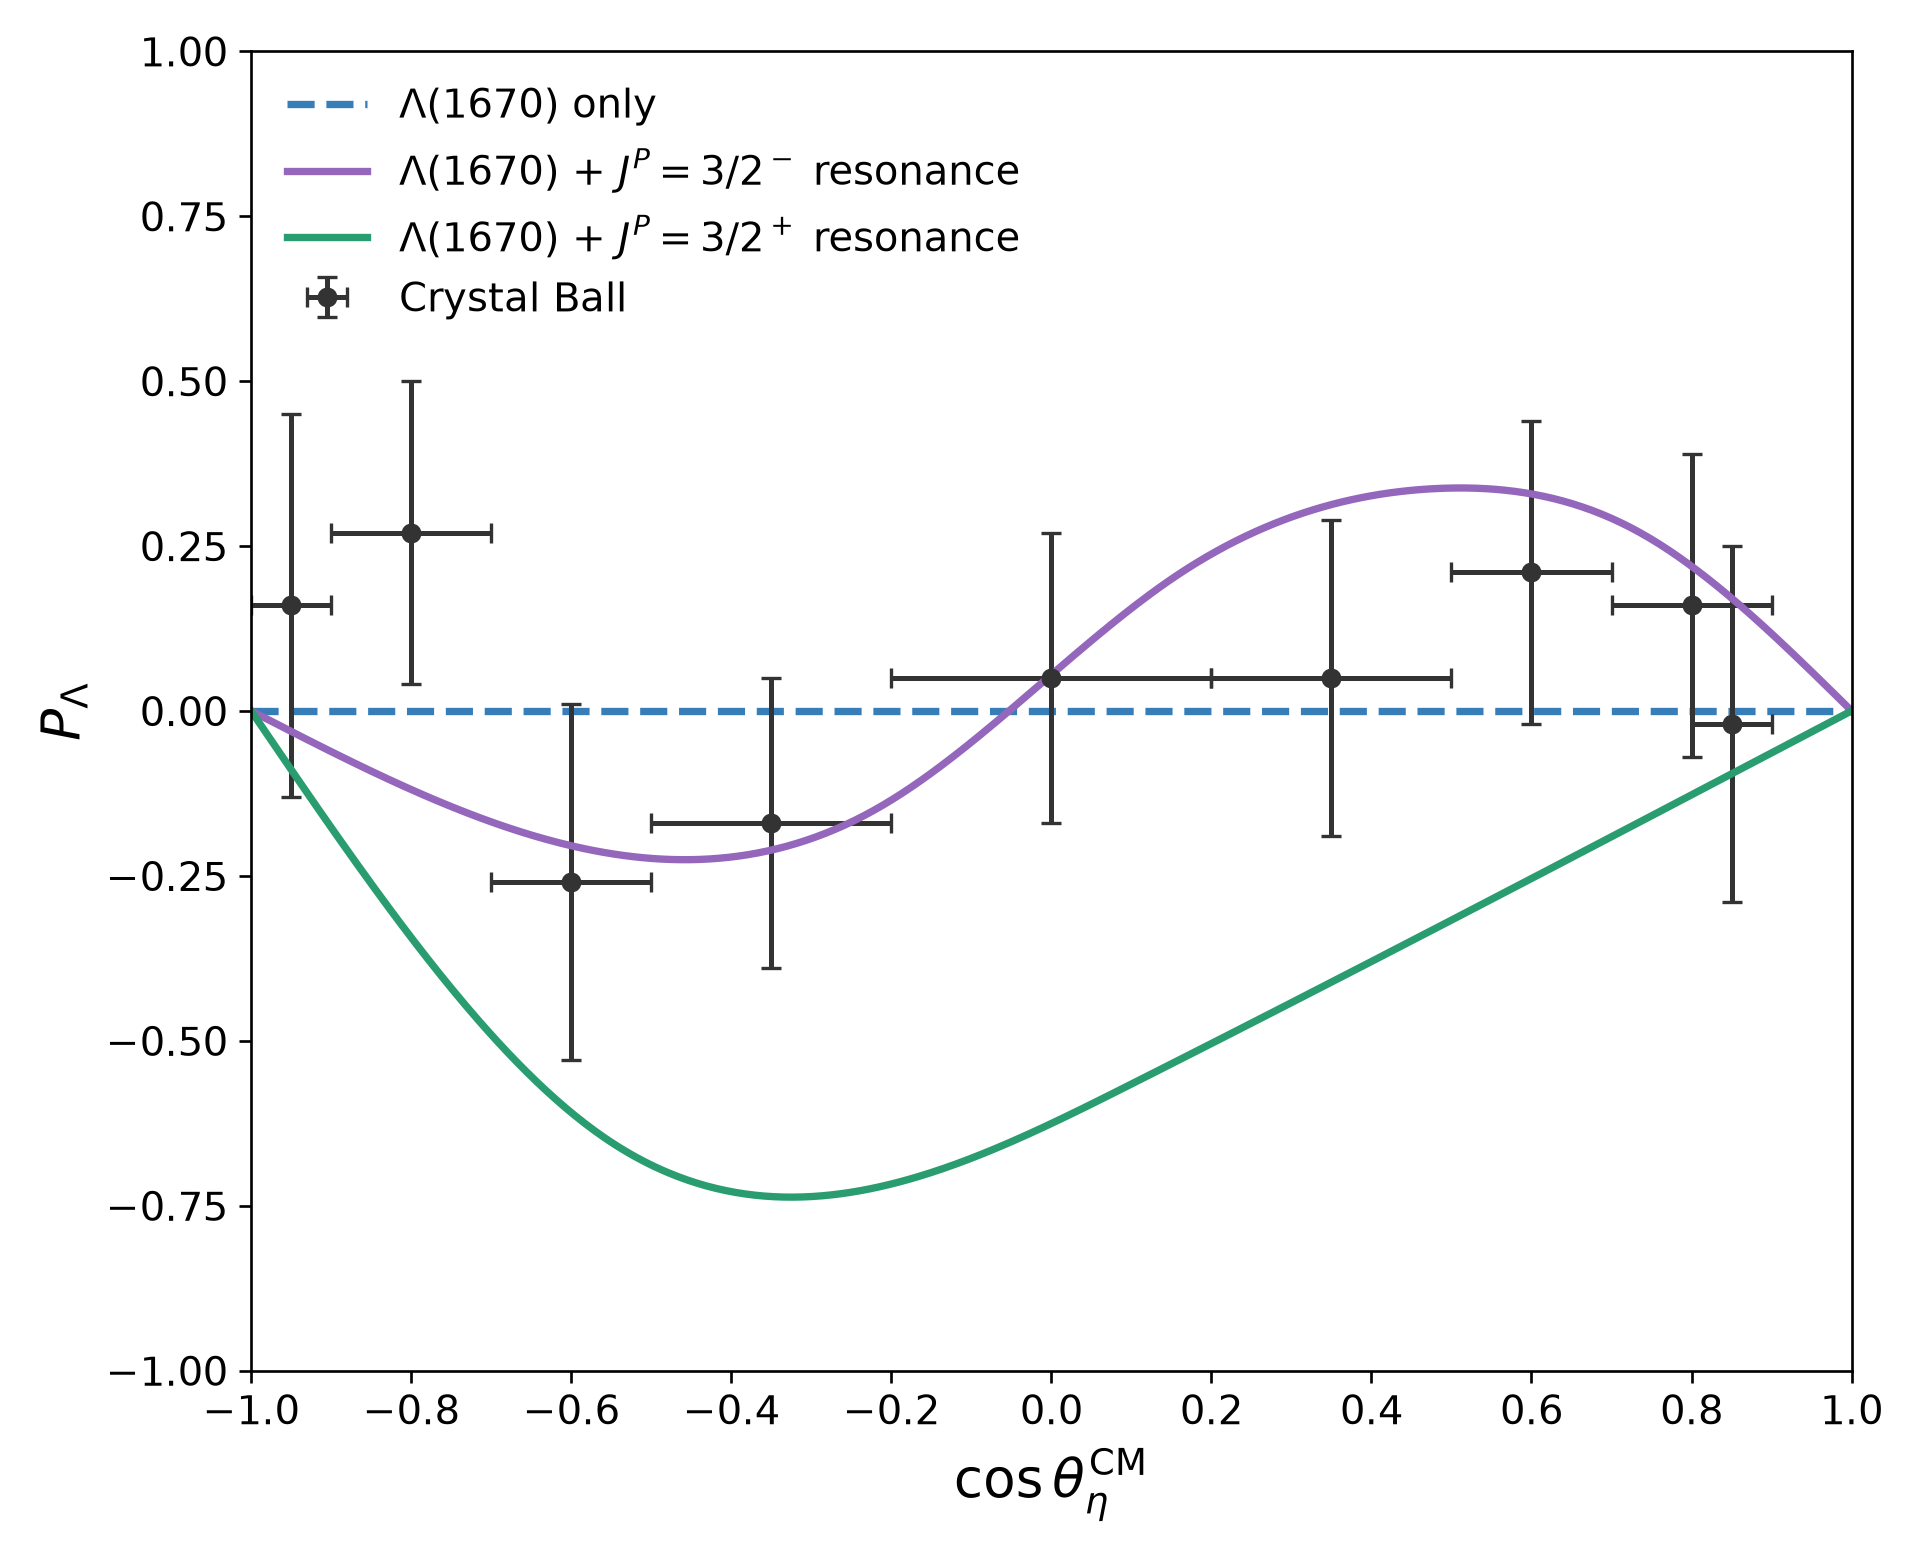 1.00
0.75
0.50
0.25
0.00
−0.25
−0.50
−0.75
−1.00
P_Λ
Λ(1670) only
Λ(1670) + J^P = 3/2^− resonance
Λ(1670) + J^P = 3/2^+ resonance
Crystal Ball
−1.0 −0.8 −0.6 −0.4 −0.2 0.0 0.2 0.4 0.6 0.8 1.0
cos θ_η^CM